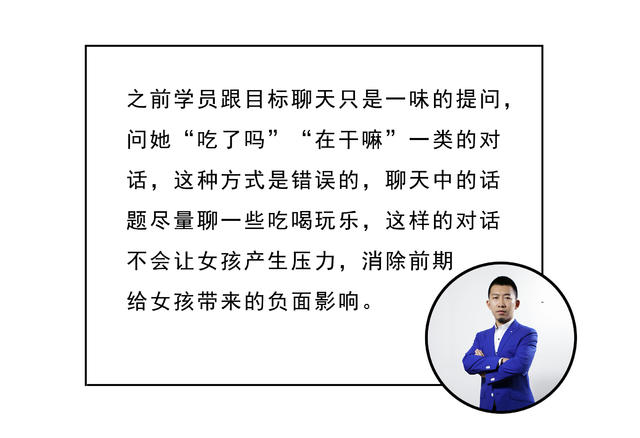 之前学员跟目标聊天只是一味的提问，
问她“吃了吗”“在干嘛”一类的对
话，这种方式是错误的，聊天中的话
题尽量聊一些吃喝玩乐，这样的对话
不会让女孩产生压力，消除前期
给女孩带来的负面影响。